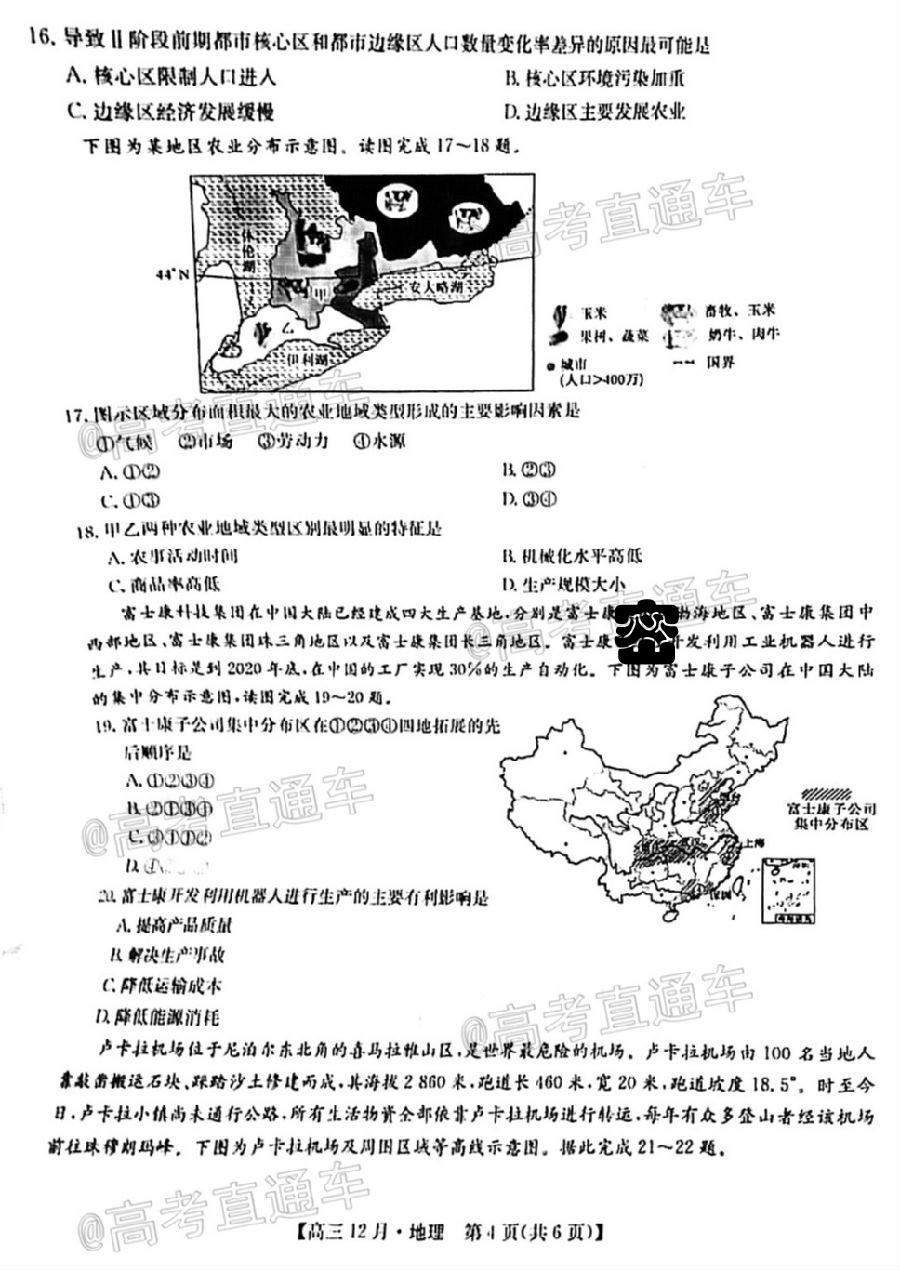 16. 导致Ⅱ阶段前期都市核心区和都市边缘区人口数量变化率差异的原因最可能是
A. 核心区限制人口进入
B. 核心区环境污染加重
C. 边缘区经济发展缓慢
D. 边缘区主要发展农业
下图为某地区农业分布示意图。读图完成17～18题。
休伦湖
44°N
甲
安大略湖
乙
伊利湖
玉米
畜牧、玉米
果树、蔬菜
奶牛、肉牛
城市
(人口>400万)
国界
17. 图示区域分布面积最大的农业地域类型形成的主要影响因素是
①气候 ②市场 ③劳动力 ④水源
A. ①②
B. ②③
C. ①③
D. ③④
18. 甲乙两种农业地域类型区别最明显的特征是
A. 农事活动时间
B. 机械化水平高低
C. 商品率高低
D. 生产规模大小
富士康科技集团在中国大陆已经建成四大生产基地,分别是富士康 渤海地区、富士康集团中
西部地区、富士康集团珠三角地区以及富士康集团长三角地区。富士康 开发利用工业机器人进行
生产,其目标是到2020年底,在中国的工厂实现30%的生产自动化。下图为富士康子公司在中国大陆
的集中分布示意图,读图完成19～20题。
19. 富士康子公司集中分布区在①②③④四地拓展的先
后顺序是
A. ①②③④
B. ②①③④
C.
D.
上海
深圳
富士康子公司
集中分布区
南海诸岛
20. 富士康开发利用机器人进行生产的主要有利影响是
A. 提高产品质量
B. 解决生产事故
C. 降低运输成本
D. 降低能源消耗
卢卡拉机场位于尼泊尔东北角的喜马拉雅山区,是世界最危险的机场。卢卡拉机场由100名当地人
靠敲凿搬运石块、踩踏沙土修建而成,其海拔2 860米,跑道长460米,宽20米,跑道坡度18.5°。时至今
日,卢卡拉小镇尚未通行公路,所有生活物资全部依靠卢卡拉机场进行转运,每年有众多登山者经该机场
前往珠穆朗玛峰。下图为卢卡拉机场及周围区域等高线示意图。据此完成21～22题。
【高三12月·地理 第4页(共6页)】
@高考直通车
@高考直通车
@高考直通车
@高考直通车
@高考直通车
@高考直通车